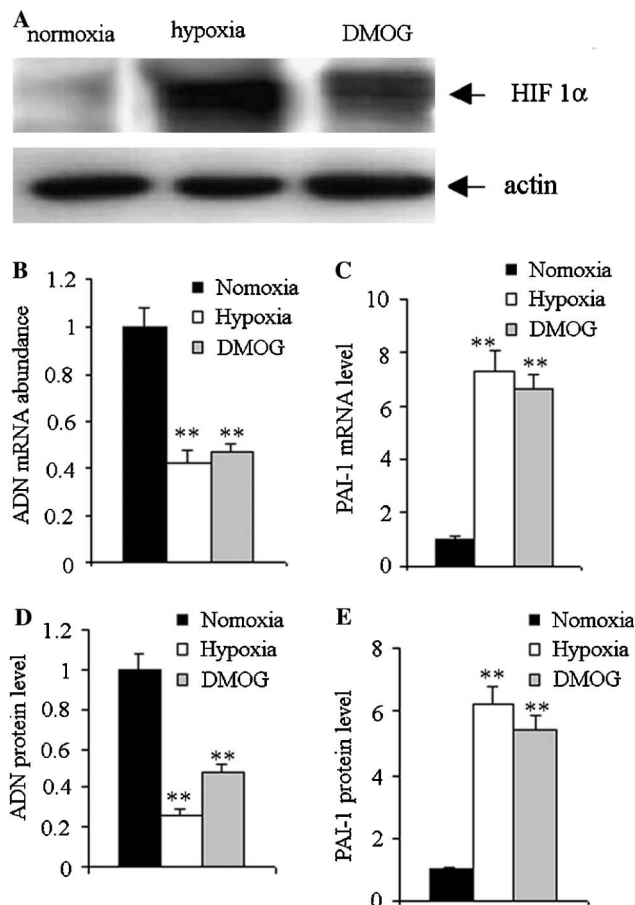 A
normoxia hypoxia DMOG
HIF 1α
actin
B
1.2
1
0.8
0.6
0.4
0.2
0
ADN mRNA abundance
Nomoxia
Hypoxia
DMOG
** **
C
10
8
6
4
2
0
PAI-1 mRNA level
Nomoxia
Hypoxia
DMOG
** **
D
1.2
1
0.8
0.6
0.4
0.2
0
ADN protein level
Nomoxia
Hypoxia
DMOG
** **
E
8
6
4
2
0
PAI-1 protein level
Nomoxia
Hypoxia
DMOG
** **